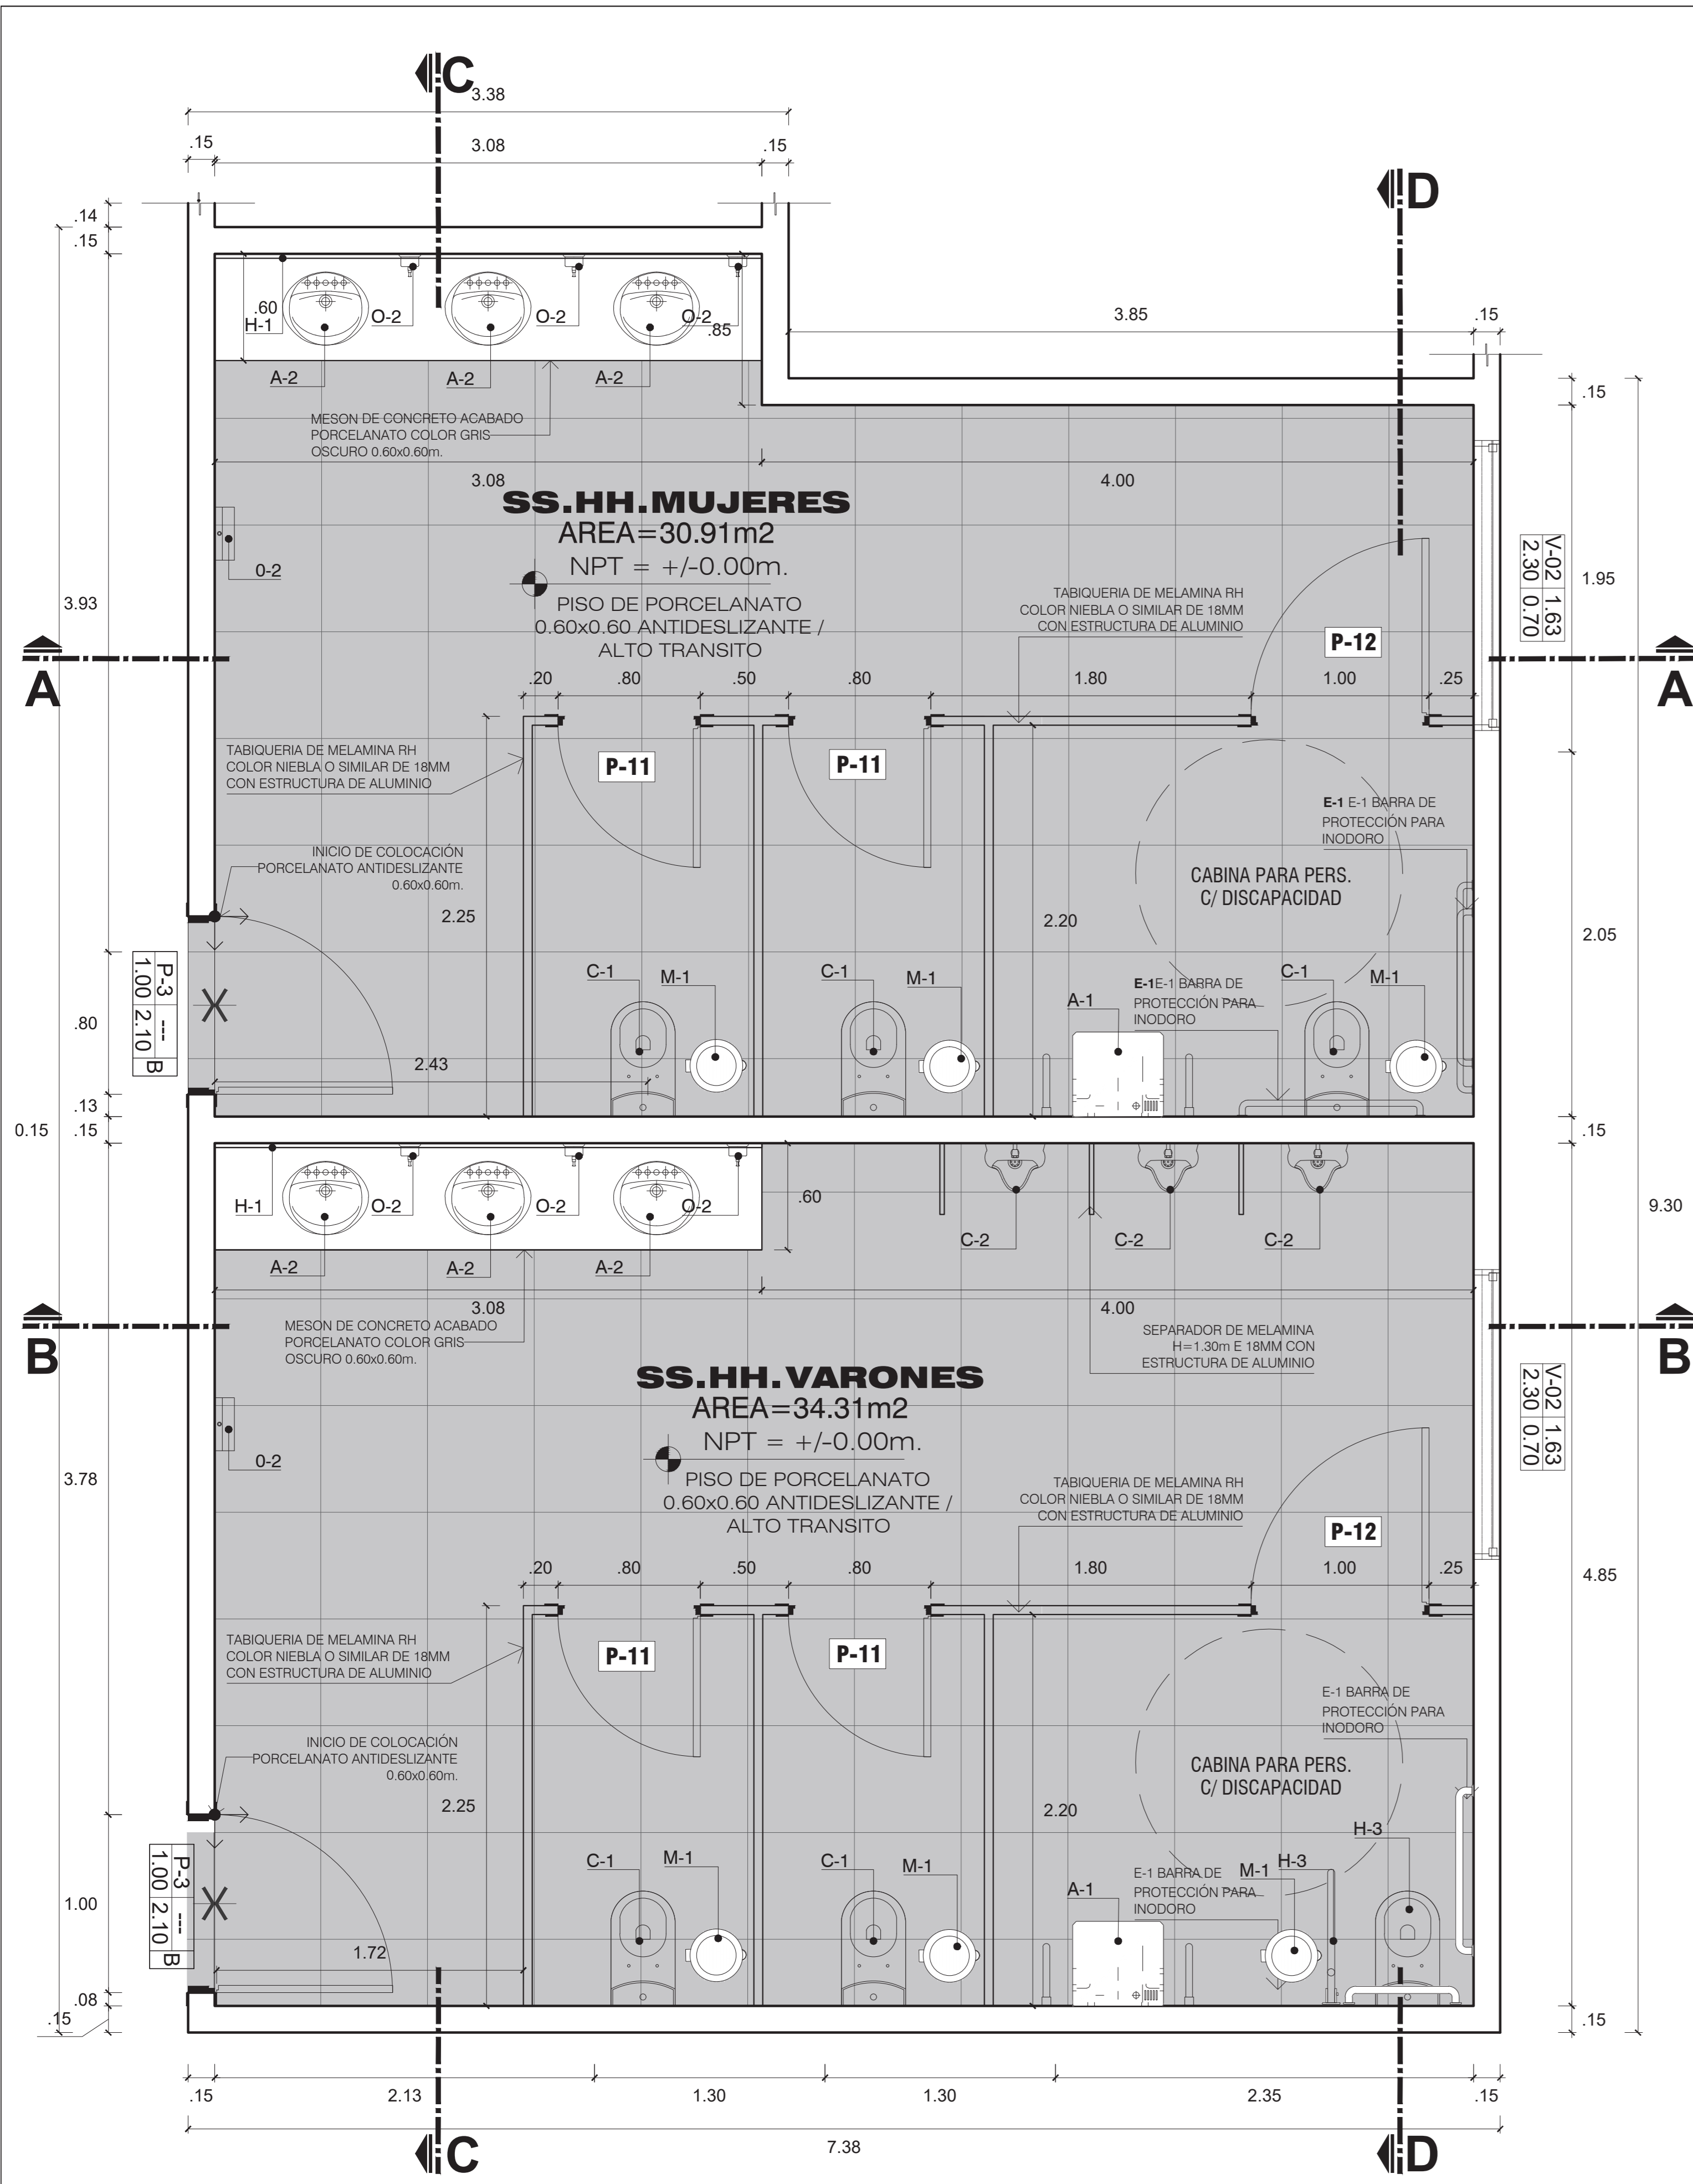 C
3.38
.15
3.08
.15
D
.14
.15
.60
H-1
O-2
O-2
O-2
.85
3.85
.15
A-2
A-2
A-2
.15
MESON DE CONCRETO ACABADO
PORCELANATO COLOR GRIS
OSCURO 0.60x0.60m.
3.08
4.00
SS.HH.MUJERES
AREA=30.91m2
NPT = +/-0.00m.
PISO DE PORCELANATO
0.60x0.60 ANTIDESLIZANTE /
ALTO TRANSITO
0-2
3.93
TABIQUERIA DE MELAMINA RH
COLOR NIEBLA O SIMILAR DE 18MM
CON ESTRUCTURA DE ALUMINIO
P-12
V-02 1.63
2.30 0.70
1.95
A
A
.20
.80
.50
.80
1.80
1.00
.25
TABIQUERIA DE MELAMINA RH
COLOR NIEBLA O SIMILAR DE 18MM
CON ESTRUCTURA DE ALUMINIO
P-11
P-11
E-1 E-1 BARRA DE
PROTECCIÓN PARA
INODORO
INICIO DE COLOCACIÓN
PORCELANATO ANTIDESLIZANTE
0.60x0.60m.
CABINA PARA PERS.
C/ DISCAPACIDAD
2.25
2.20
2.05
P-3 ---
1.00 2.10 B
C-1
M-1
C-1
M-1
A-1
E-1E-1 BARRA DE
PROTECCIÓN PARA
INODORO
C-1
M-1
.80
2.43
.13
0.15
.15
.15
H-1
O-2
O-2
O-2
.60
9.30
A-2
A-2
A-2
C-2
C-2
C-2
3.08
4.00
MESON DE CONCRETO ACABADO
PORCELANATO COLOR GRIS
OSCURO 0.60x0.60m.
SEPARADOR DE MELAMINA
H=1.30m E 18MM CON
ESTRUCTURA DE ALUMINIO
B
B
SS.HH.VARONES
AREA=34.31m2
NPT = +/-0.00m.
PISO DE PORCELANATO
0.60x0.60 ANTIDESLIZANTE /
ALTO TRANSITO
V-02 1.63
2.30 0.70
0-2
3.78
TABIQUERIA DE MELAMINA RH
COLOR NIEBLA O SIMILAR DE 18MM
CON ESTRUCTURA DE ALUMINIO
P-12
.20
.80
.50
.80
1.80
1.00
.25
4.85
TABIQUERIA DE MELAMINA RH
COLOR NIEBLA O SIMILAR DE 18MM
CON ESTRUCTURA DE ALUMINIO
P-11
P-11
E-1 BARRA DE
PROTECCIÓN PARA
INODORO
INICIO DE COLOCACIÓN
PORCELANATO ANTIDESLIZANTE
0.60x0.60m.
CABINA PARA PERS.
C/ DISCAPACIDAD
2.25
2.20
H-3
P-3 ---
1.00 2.10 B
C-1
M-1
C-1
M-1
A-1
E-1 BARRA DE
PROTECCIÓN PARA
INODORO
M-1
H-3
1.00
1.72
.08
.15
.15
.15
2.13
1.30
1.30
2.35
.15
7.38
C
D